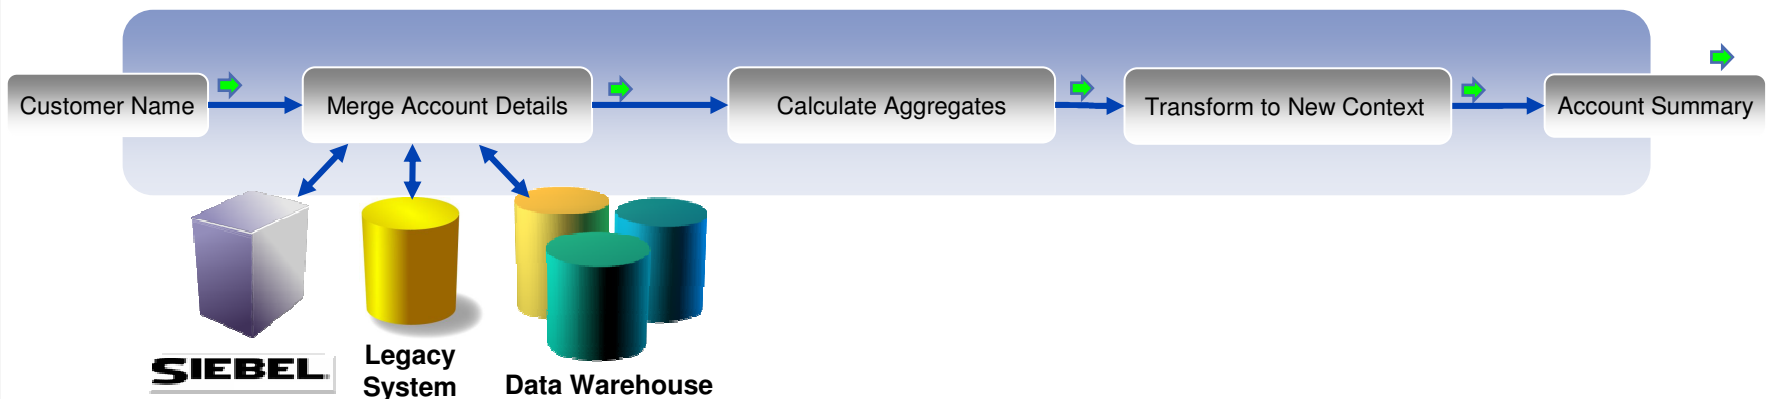 Customer Name
Merge Account Details
Calculate Aggregates
Transform to New Context
Account Summary
SIEBEL
Legacy
System
Data Warehouse